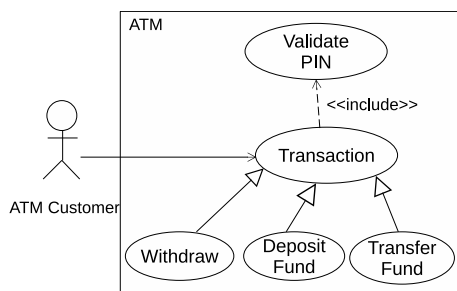 ATM
Validate
PIN
<<include>>
Transaction
ATM Customer
Withdraw
Deposit
Fund
Transfer
Fund